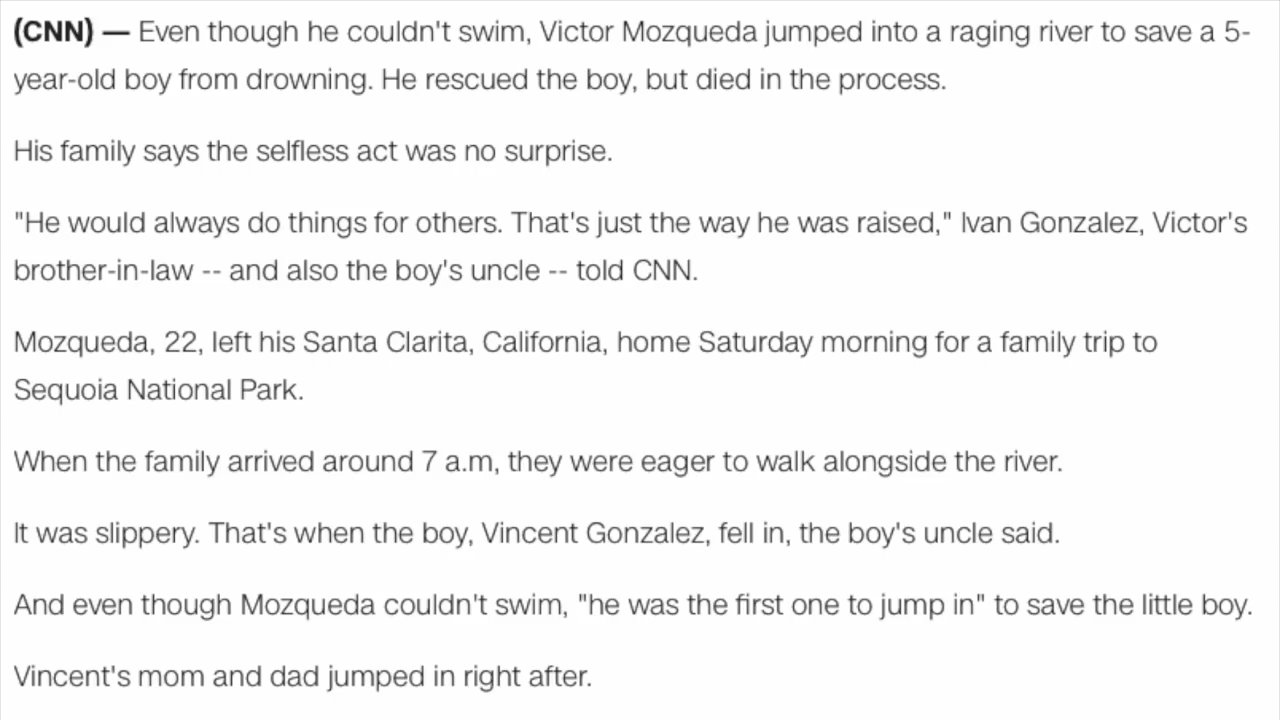 (CNN) — Even though he couldn't swim, Victor Mozqueda jumped into a raging river to save a 5-
year-old boy from drowning. He rescued the boy, but died in the process.
His family says the selfless act was no surprise.
"He would always do things for others. That's just the way he was raised," Ivan Gonzalez, Victor's
brother-in-law -- and also the boy's uncle -- told CNN.
Mozqueda, 22, left his Santa Clarita, California, home Saturday morning for a family trip to
Sequoia National Park.
When the family arrived around 7 a.m, they were eager to walk alongside the river.
It was slippery. That's when the boy, Vincent Gonzalez, fell in, the boy's uncle said.
And even though Mozqueda couldn't swim, "he was the first one to jump in" to save the little boy.
Vincent's mom and dad jumped in right after.